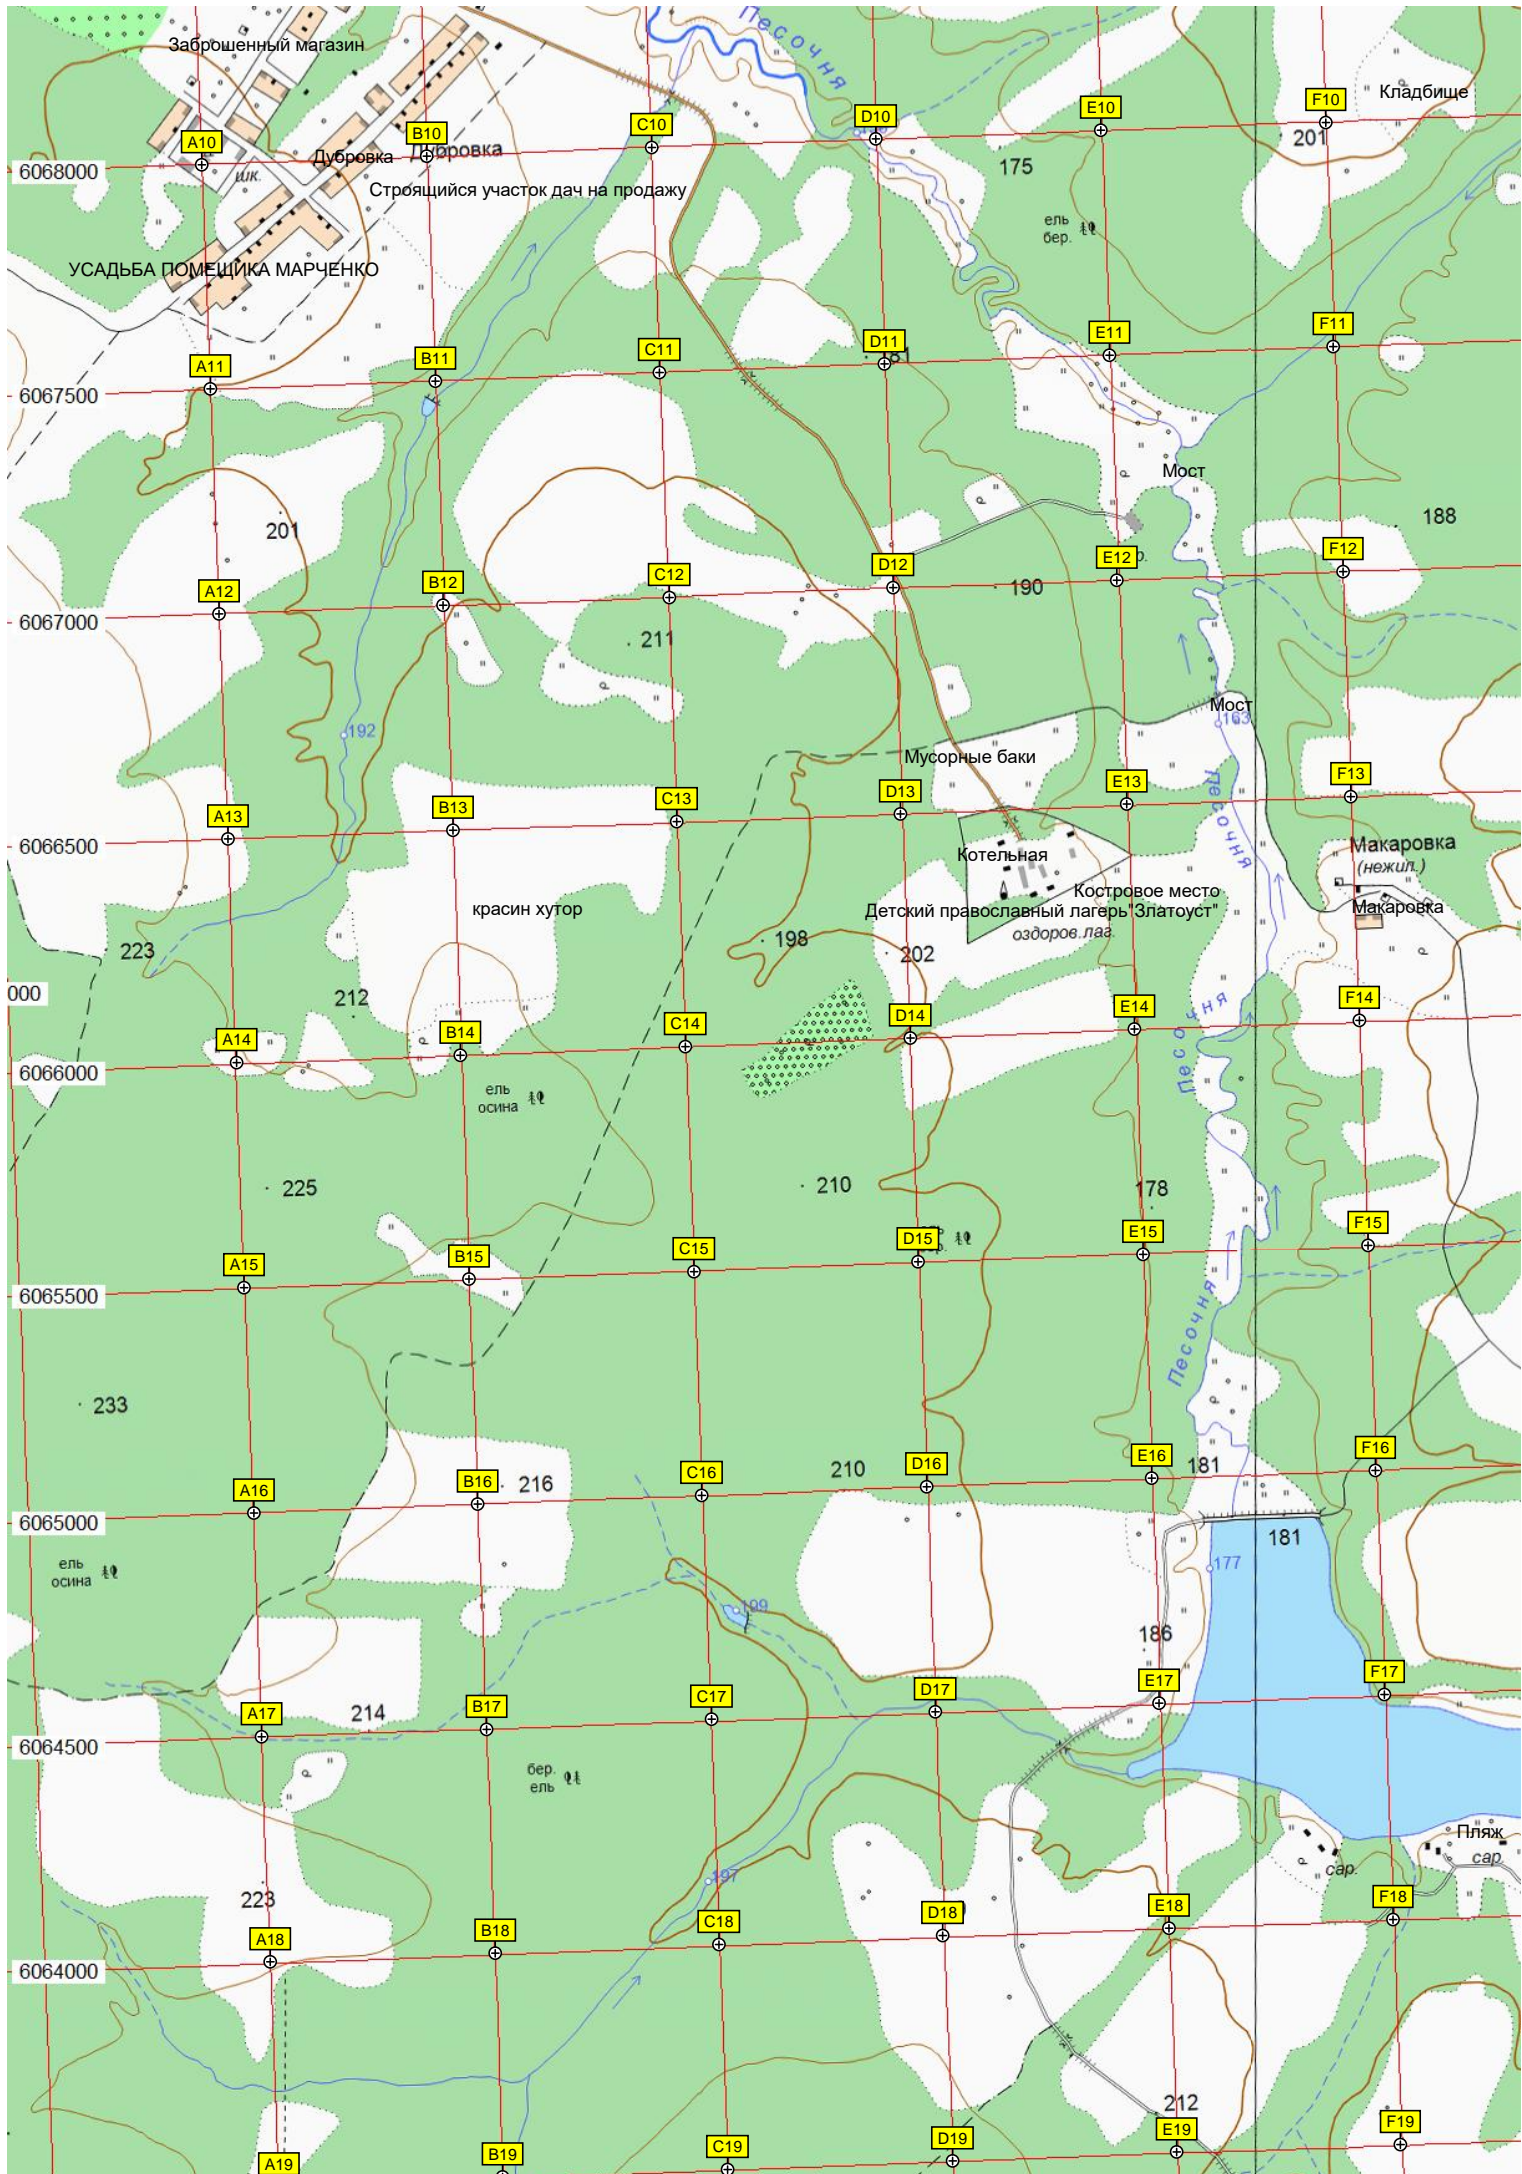 Песочня
Заброшенный магазин
Кладбище
F10
E10
D10
C10
B10
A10
201
175
Дубровка
Дубровка
6068000
шк.
Строящийся участок дач на продажу
ель
бер.
УСАДЬБА ПОМЕЩИКА МАРЧЕНКО
F11
E11
D11
C11
B11
A11
6067500
Мост
201
188
F12
E12
р.
D12
C12
B12
A12
190
6067000
211
Мост
163
192
Мусорные баки
Песочня
F13
E13
D13
C13
B13
A13
6066500
Макаровка
(нежил.)
Котельная
Костровое место
Макаровка
красин хутор
Детский православный лагерь"Златоуст"
оздоров.лаг.
198
202
223
000
212
Песочня
F14
E14
D14
C14
B14
A14
6066000
ель
осина
225
210
178
F15
E15
D15
C15
B15
A15
6065500
Песочня
233
210
181
F16
E16
D16
C16
B16
A16
216
6065000
181
ель
осина
177
199
186
F17
E17
D17
C17
B17
A17
214
6064500
бер.
ель
Пляж
сар.
сар.
197
223
F18
E18
D18
C18
B18
A18
6064000
212
F19
E19
D19
C19
B19
A19